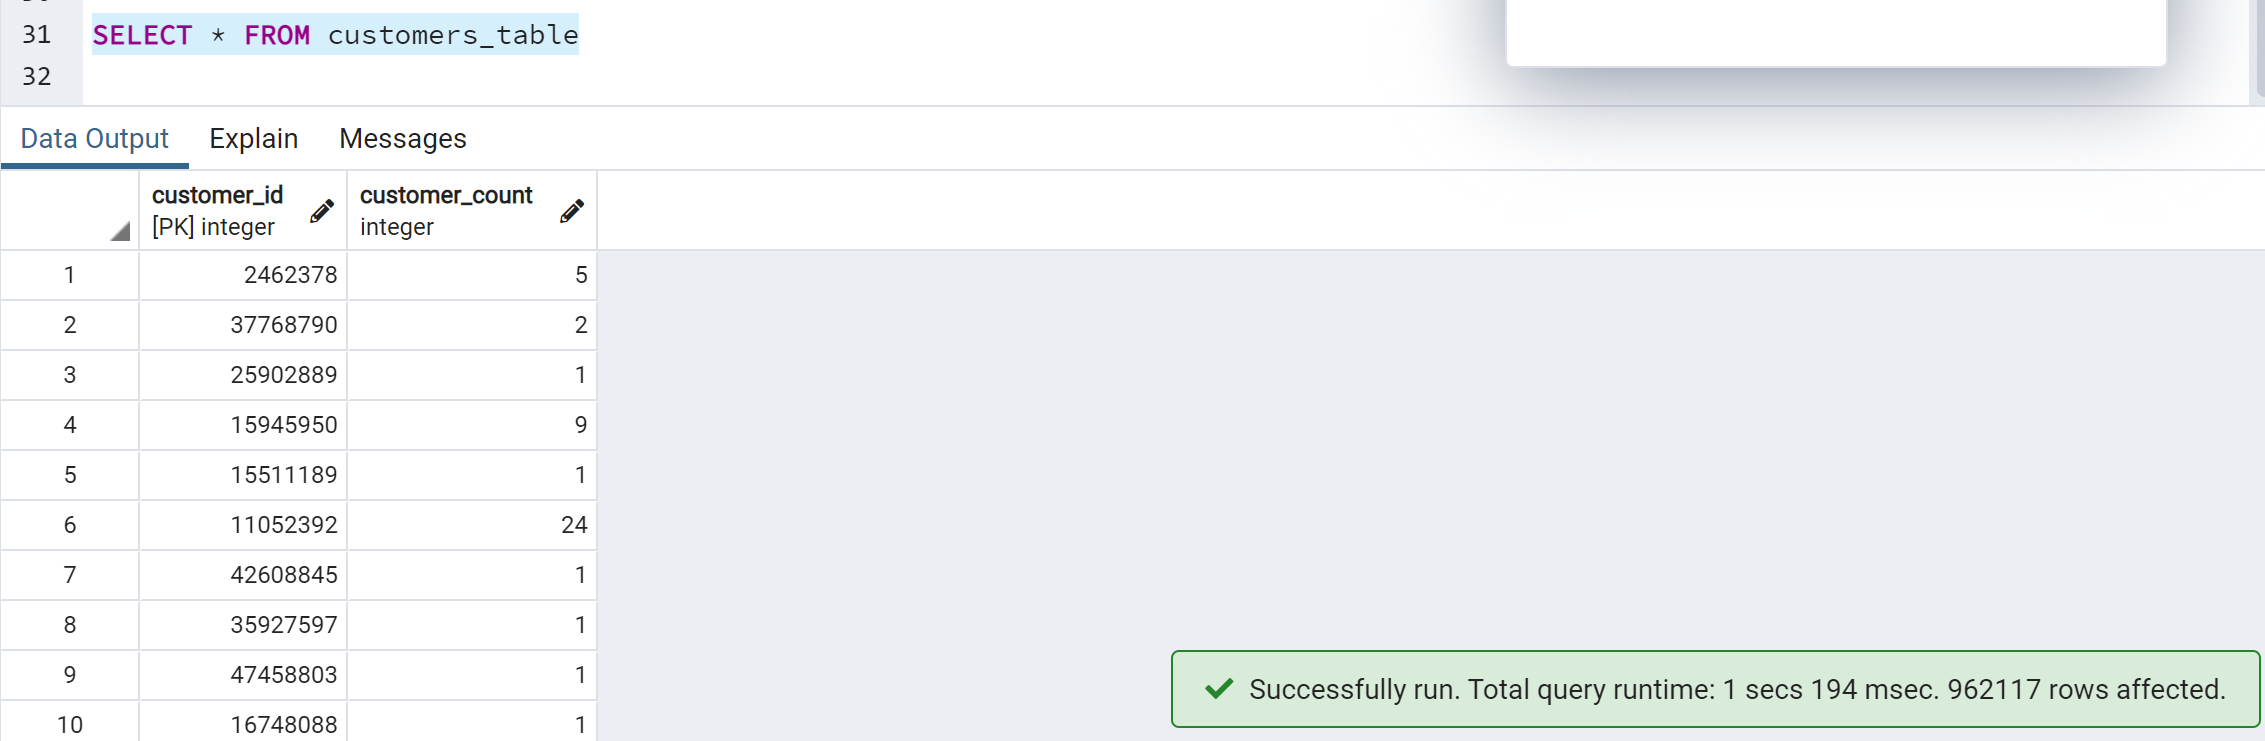 31 SELECT * FROM customers_table
32
Data Output Explain Messages
customer_id customer_count
[PK] integer integer
1 2462378 5
2 37768790 2
3 25902889 1
4 15945950 9
5 15511189 1
6 11052392 24
7 42608845 1
8 35927597 1
9 47458803 1
Successfully run. Total query runtime: 1 secs 194 msec. 962117 rows affected.
10 16748088 1